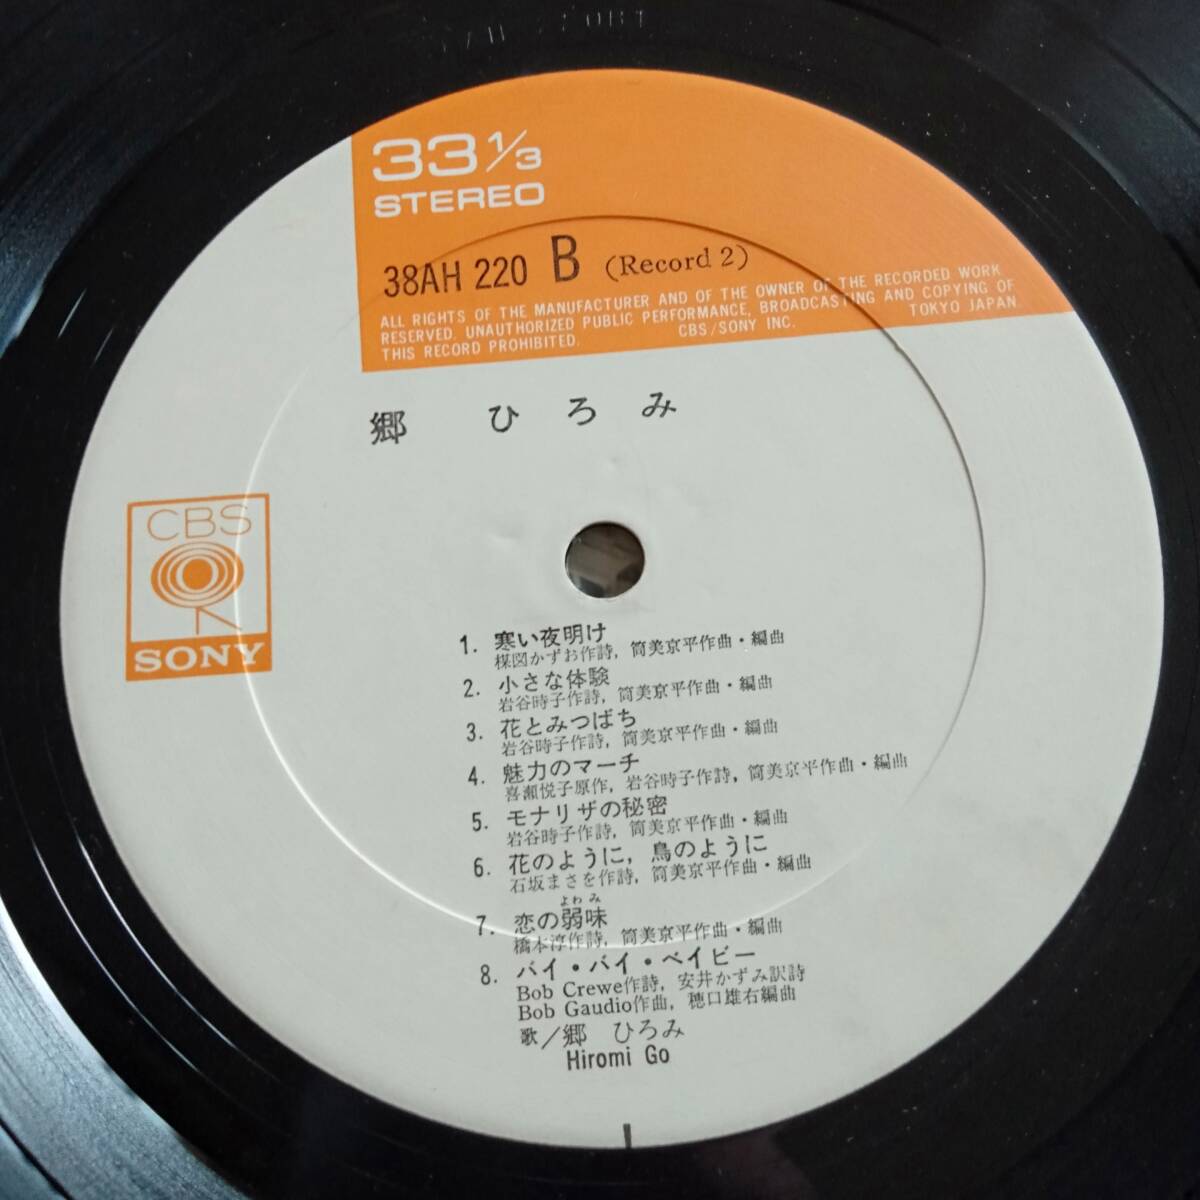 33 1/3
STEREO
38AH 220 B (Record 2)
ALL RIGHTS OF THE MANUFACTURER AND OF THE OWNER OF THE RECORDED WORK
RESERVED. UNAUTHORIZED PUBLIC PERFORMANCE, BROADCASTING AND COPYING OF
THIS RECORD PROHIBITED. CBS/SONY INC. TOKYO JAPAN
郷 ひろみ
CBS
SONY
1. 寒い夜明け
楳図かずお作詩, 筒美京平作曲・編曲
2. 小さな体験
岩谷時子作詩, 筒美京平作曲・編曲
3. 花とみつばち
岩谷時子作詩, 筒美京平作曲・編曲
4. 魅力のマーチ
喜瀬悦子原作, 岩谷時子作詩, 筒美京平作曲・編曲
5. モナリザの秘密
岩谷時子作詩, 筒美京平作曲・編曲
6. 花のように, 鳥のように
石坂まさを作詩, 筒美京平作曲・編曲
よわみ
7. 恋の弱味
橋本淳作詩, 筒美京平作曲・編曲
8. バイ・バイ・ベイビー
Bob Crewe作詩, 安井かずみ訳詩
Bob Gaudio作曲, 穂口雄右編曲
歌／郷 ひろみ
Hiromi Go